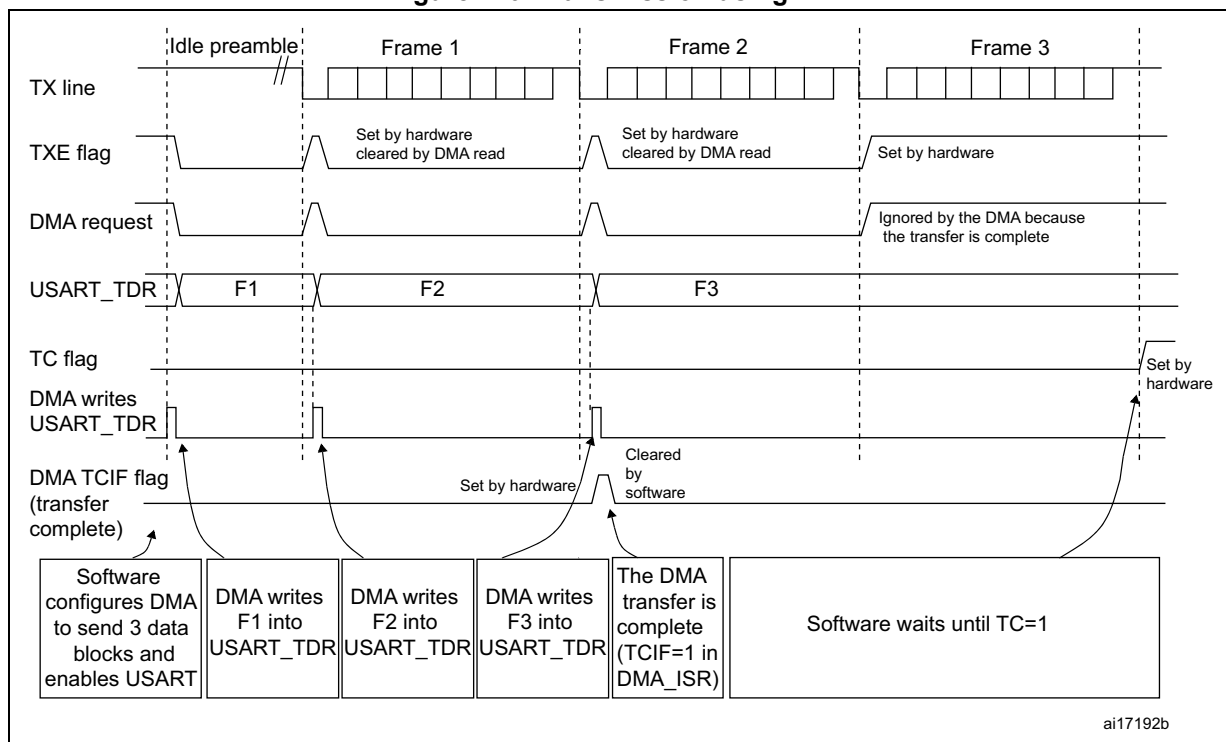 Idle preamble
Frame 1
Frame 2
Frame 3
TX line
TXE flag
Set by hardware
cleared by DMA read
Set by hardware
cleared by DMA read
Set by hardware
DMA request
Ignored by the DMA because
the transfer is complete
USART_TDR
F1
F2
F3
TC flag
Set by
hardware
DMA writes
USART_TDR
DMA TCIF flag
(transfer
complete)
Set by hardware
Cleared
by
software
Software
configures DMA
to send 3 data
blocks and
enables USART
DMA writes
F1 into
USART_TDR
DMA writes
F2 into
USART_TDR
DMA writes
F3 into
USART_TDR
The DMA
transfer is
complete
(TCIF=1 in
DMA_ISR)
Software waits until TC=1
ai17192b